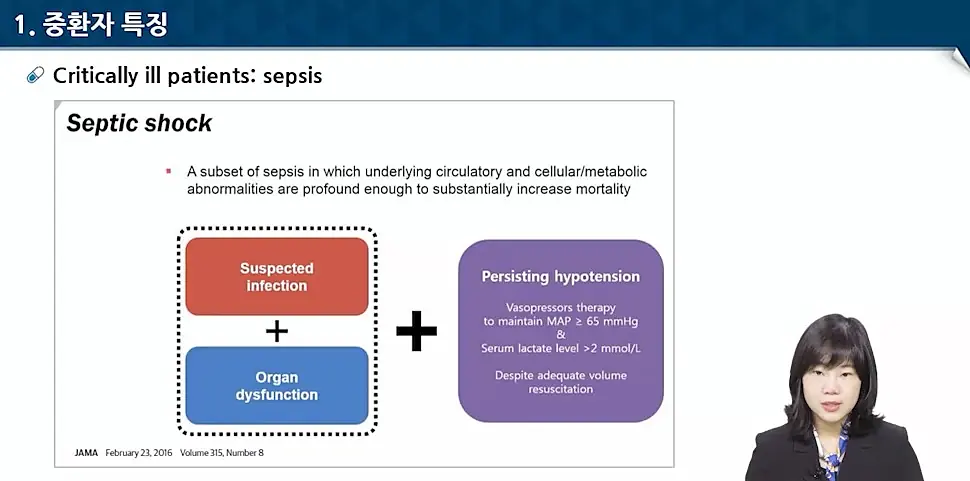 1. 중환자 특징
Critically ill patients: sepsis
Septic shock
A subset of sepsis in which underlying circulatory and cellular/metabolic
abnormalities are profound enough to substantially increase mortality
Suspected
infection
+
Organ
dysfunction
+
Persisting hypotension
Vasopressors therapy
to maintain MAP ≥ 65 mmHg
&
Serum lactate level >2 mmol/L
Despite adequate volume
resuscitation
JAMA February 23, 2016 Volume 315, Number 8